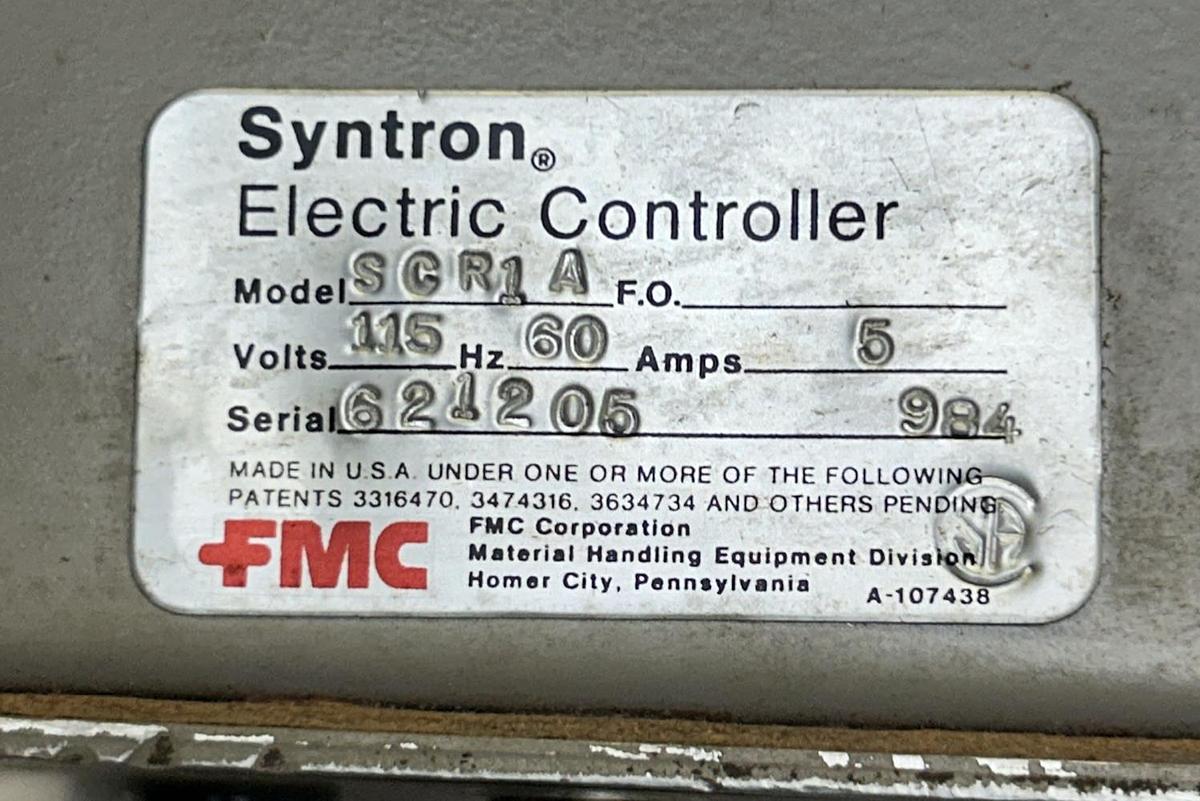 Syntron®
Electric Controller
Model SCR1A F.O.
Volts 115 Hz 60 Amps 5
Serial 621205 984
MADE IN U.S.A. UNDER ONE OR MORE OF THE FOLLOWING
PATENTS 3316470, 3474316, 3634734 AND OTHERS PENDING
FMC
FMC Corporation
Material Handling Equipment Division
Homer City, Pennsylvania
A-107438